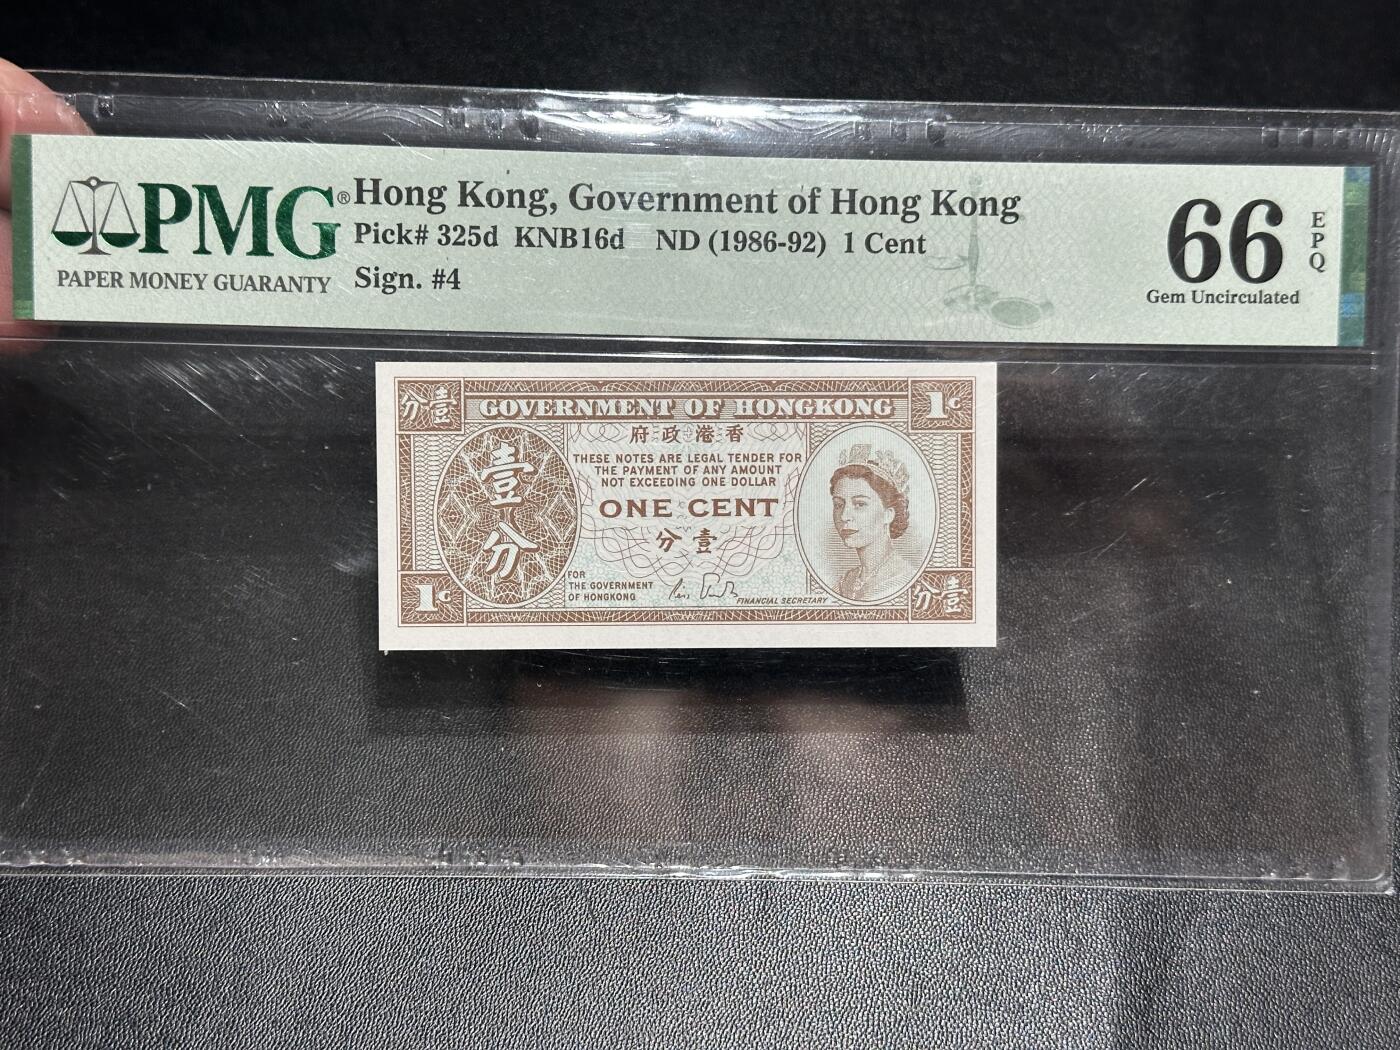 PMG®
PAPER MONEY GUARANTY
Hong Kong, Government of Hong Kong
Pick# 325d KNB16d ND (1986-92) 1 Cent
Sign. #4
66
EPQ
Gem Uncirculated
分壹
GOVERNMENT OF HONGKONG
1C
府政港香
THESE NOTES ARE LEGAL TENDER FOR
THE PAYMENT OF ANY AMOUNT
NOT EXCEEDING ONE DOLLAR
壹分
ONE CENT
分壹
FOR
THE GOVERNMENT
OF HONGKONG
FINANCIAL SECRETARY
1C
分壹